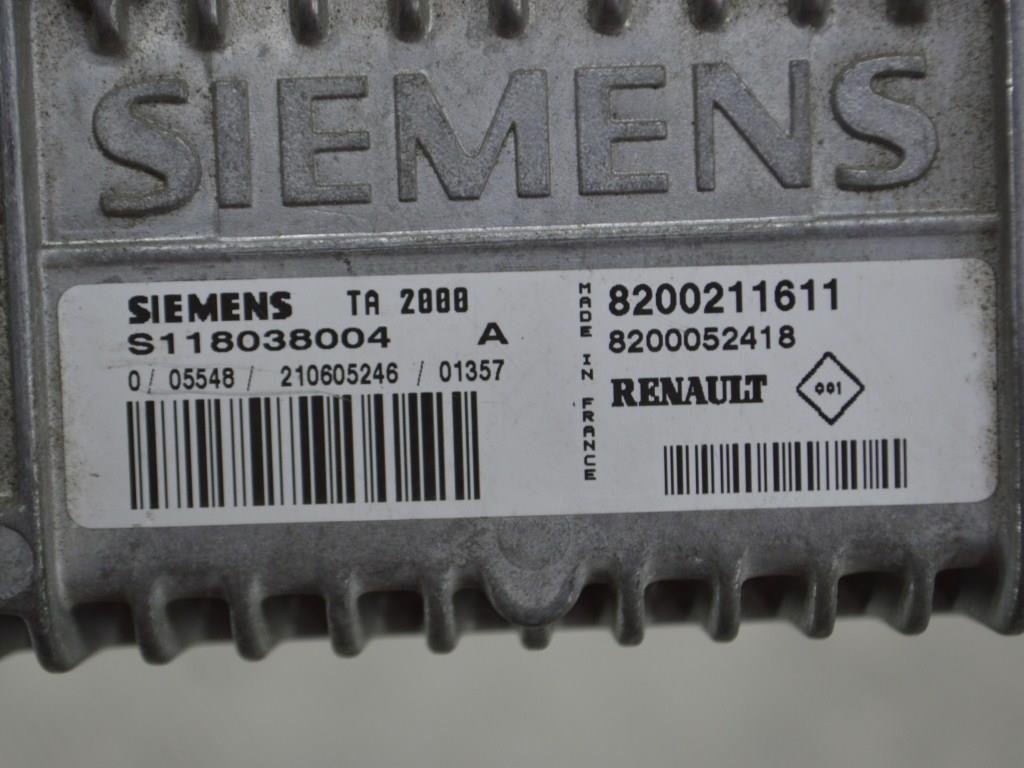 SIEMENS
SIEMENS TA 2000
S118038004 A
0 / 05548 / 210605246 / 01357
MADE IN FRANCE
8200211611
8200052418
RENAULT 001